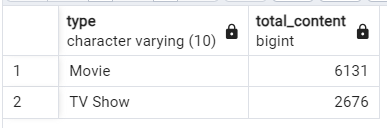 type total_content
character varying (10) bigint
1 Movie 6131
2 TV Show 2676